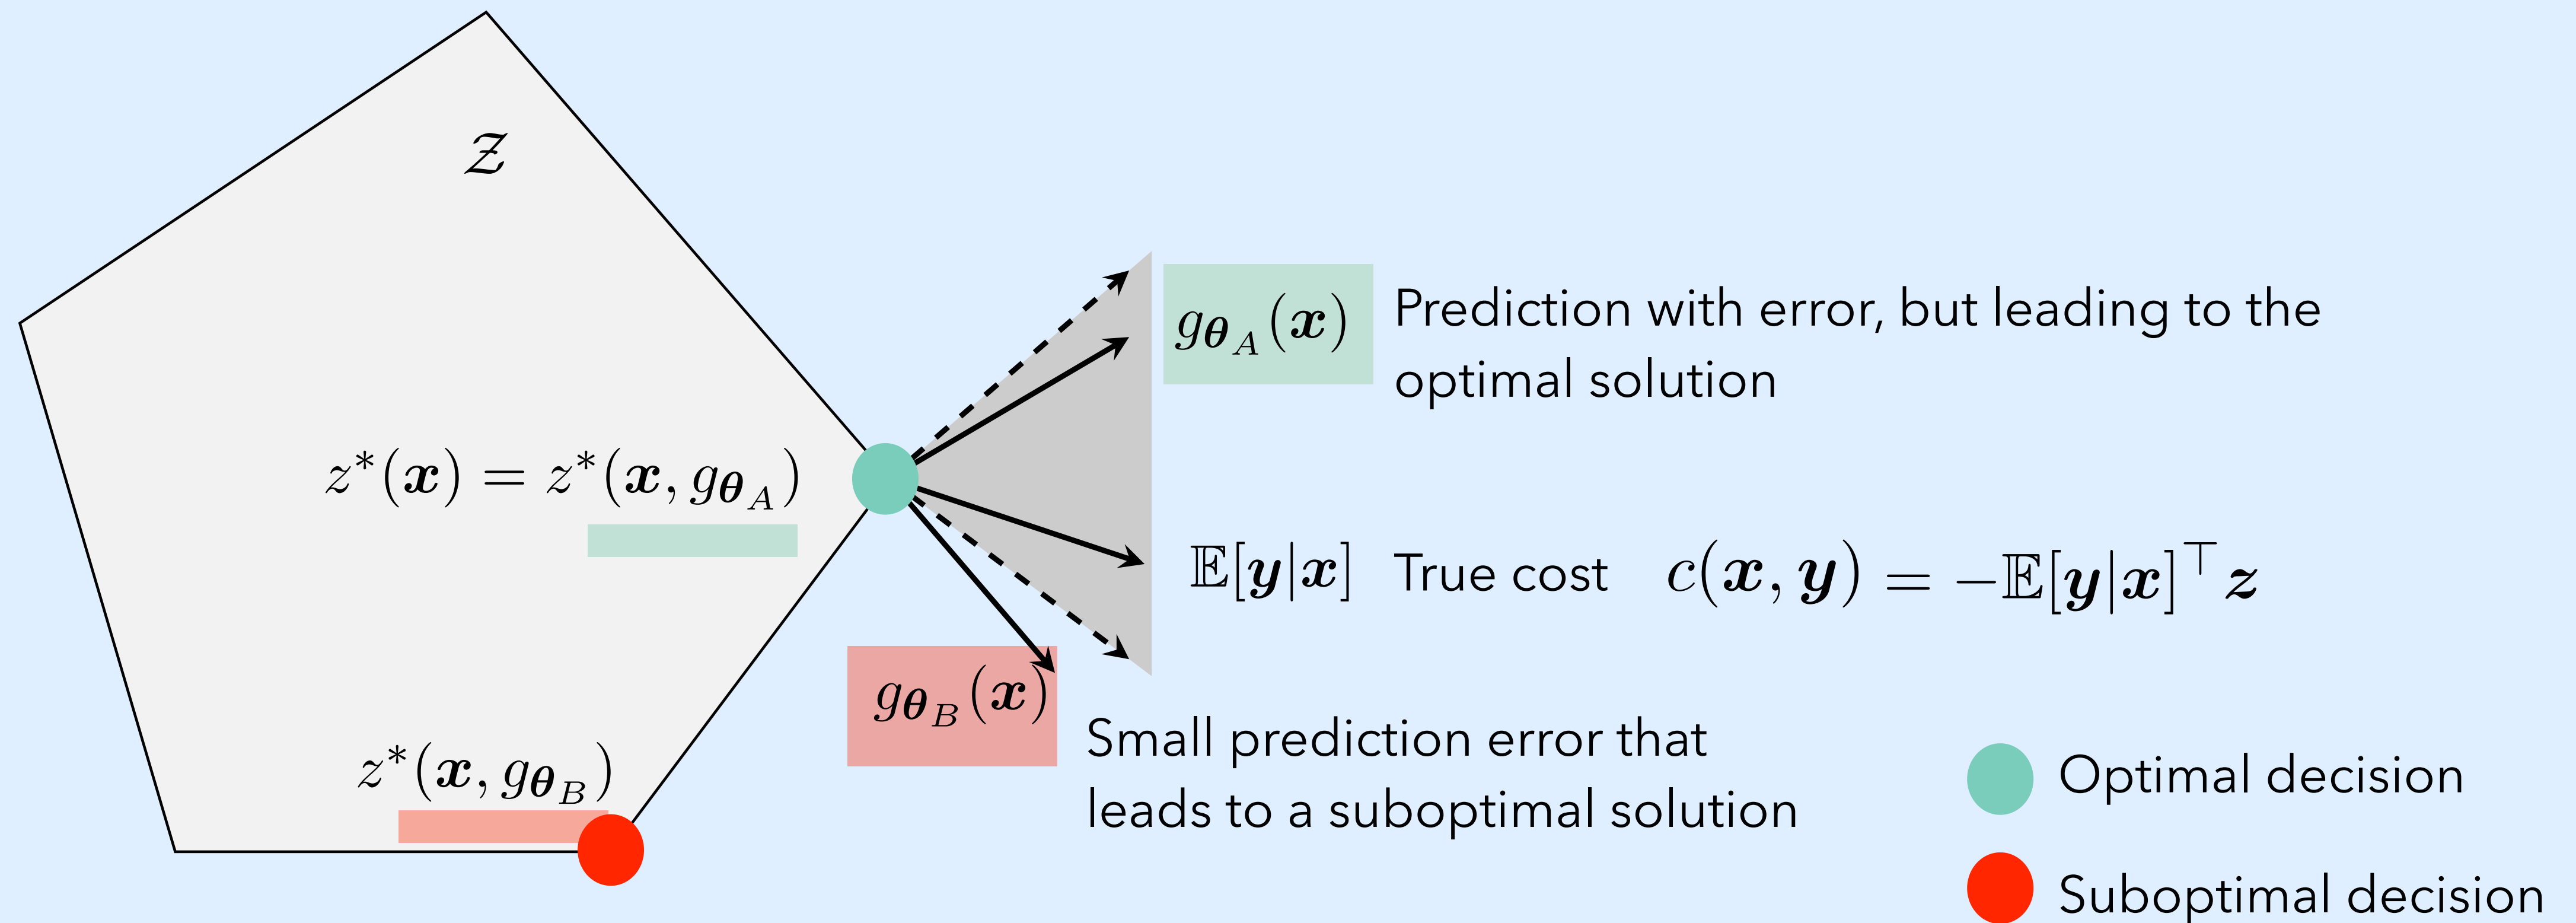 𝒵
g_{θ_A}(x)
Prediction with error, but leading to the
optimal solution
z*(x) = z*(x, g_{θ_A})
𝔼[y|x] True cost c(x, y) = −𝔼[y|x]^⊤ z
g_{θ_B}(x)
Small prediction error that
leads to a suboptimal solution
z*(x, g_{θ_B})
Optimal decision
Suboptimal decision